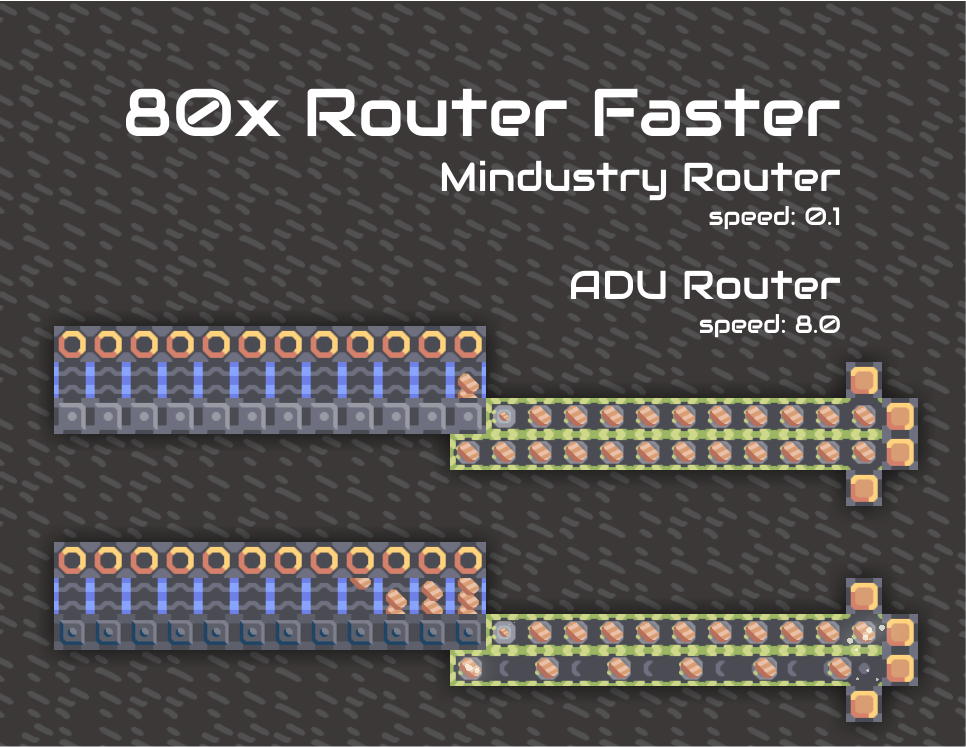 80x Router Faster
Mindustry Router
speed: 0.1
ADU Router
speed: 8.0